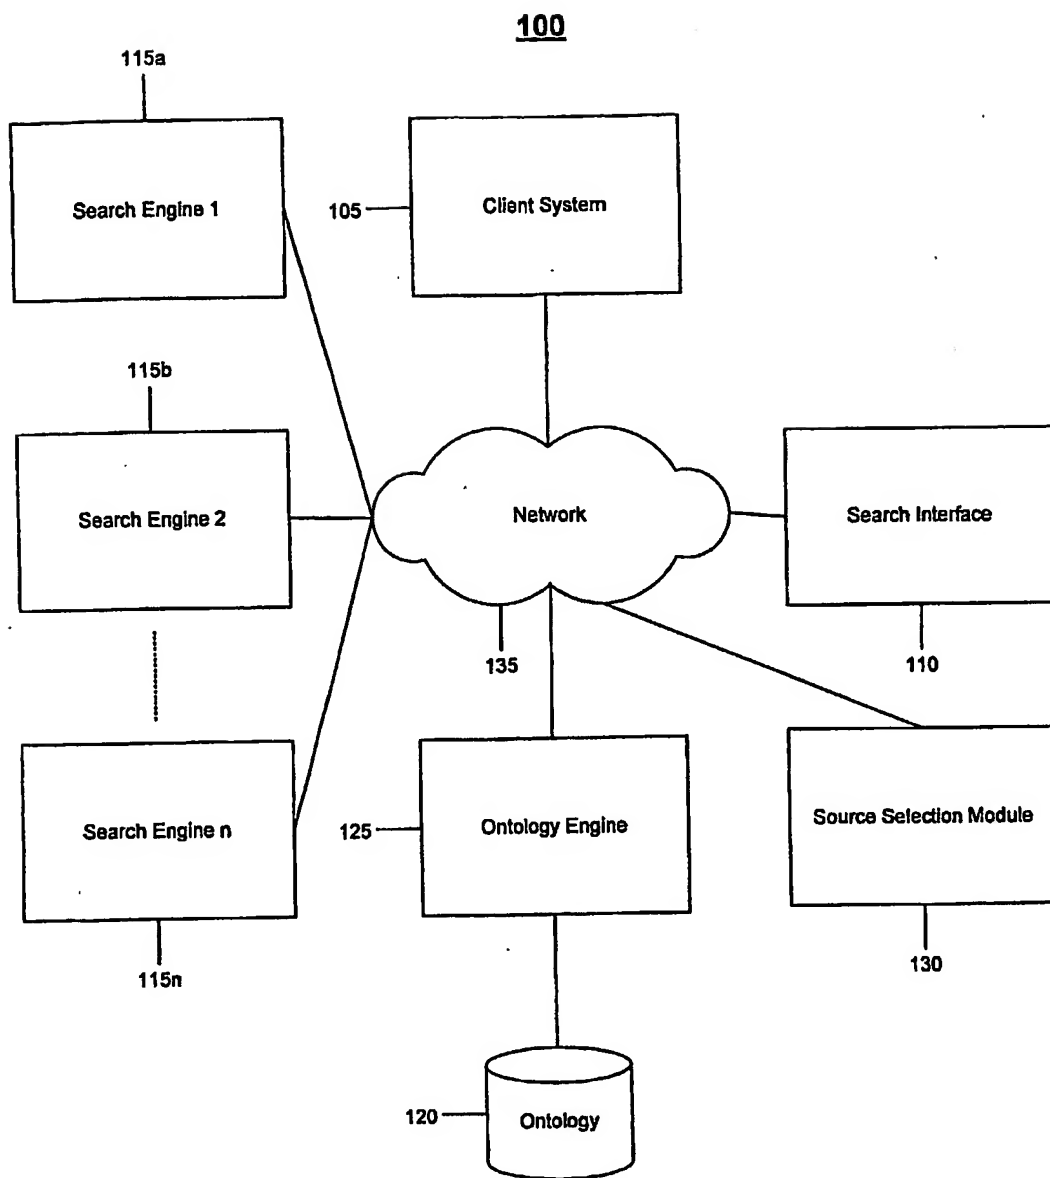 100
115a
Search Engine 1
105
Client System
115b
Search Engine 2
Network
Search Interface
135
110
Search Engine n
125
Ontology Engine
Source Selection Module
115n
130
120
Ontology